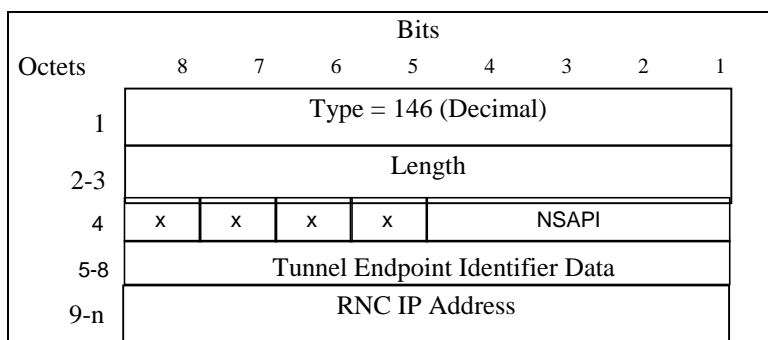 Bits
Octets 8 7 6 5 4 3 2 1
1 Type = 146 (Decimal)
2-3 Length
4 x x x x NSAPI
5-8 Tunnel Endpoint Identifier Data
9-n RNC IP Address